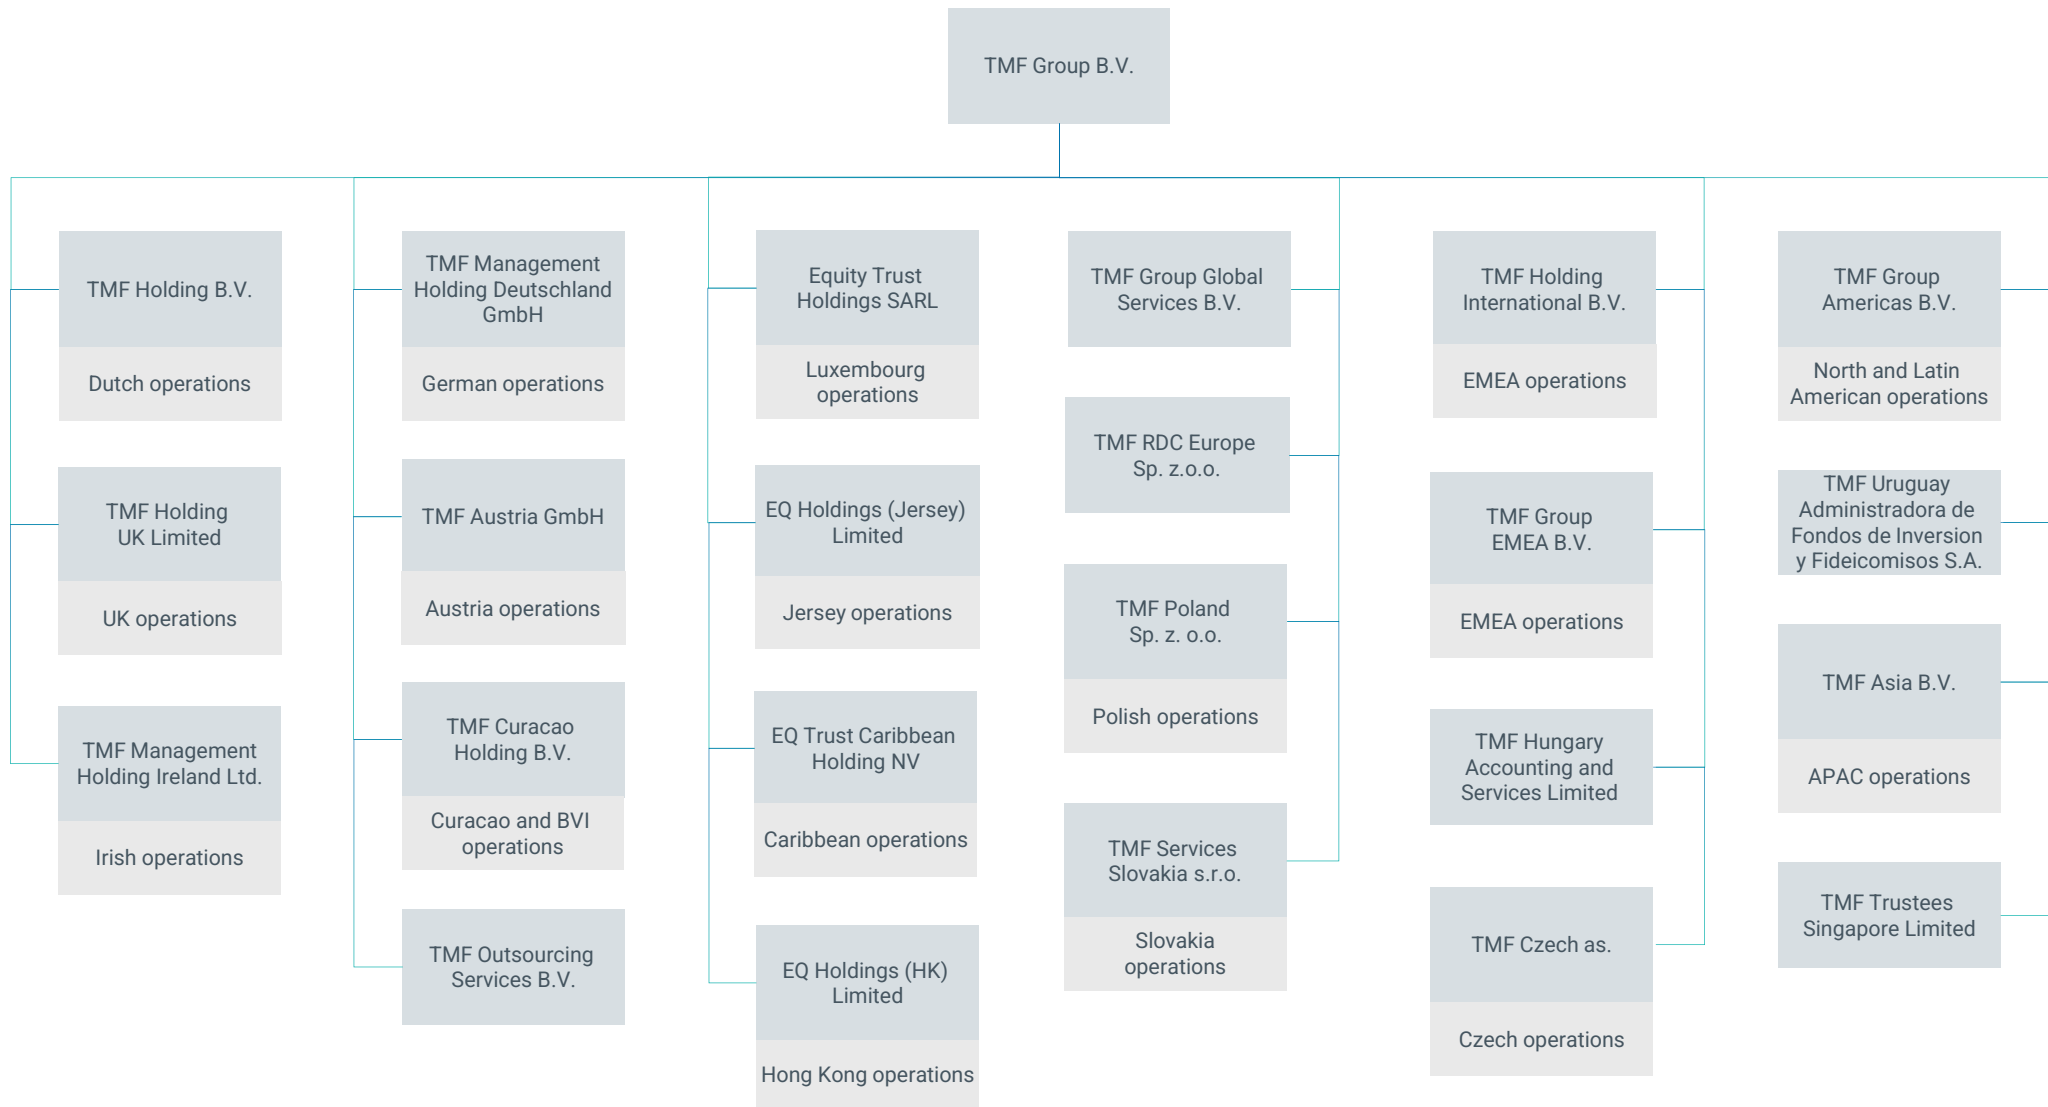 TMF Group B.V.
TMF Holding B.V.
Dutch operations
TMF Holding
UK Limited
UK operations
TMF Management
Holding Ireland Ltd.
Irish operations
TMF Management
Holding Deutschland
GmbH
German operations
TMF Austria GmbH
Austria operations
TMF Curacao
Holding B.V.
Curacao and BVI
operations
TMF Outsourcing
Services B.V.
Equity Trust
Holdings SARL
Luxembourg
operations
EQ Holdings (Jersey)
Limited
Jersey operations
EQ Trust Caribbean
Holding NV
Caribbean operations
EQ Holdings (HK)
Limited
Hong Kong operations
TMF Group Global
Services B.V.
TMF RDC Europe
Sp. z.o.o.
TMF Poland
Sp. z. o.o.
Polish operations
TMF Services
Slovakia s.r.o.
Slovakia
operations
TMF Holding
International B.V.
EMEA operations
TMF Group
EMEA B.V.
EMEA operations
TMF Hungary
Accounting and
Services Limited
TMF Czech as.
Czech operations
TMF Group
Americas B.V.
North and Latin
American operations
TMF Uruguay
Administradora de
Fondos de Inversion
y Fideicomisos S.A.
TMF Asia B.V.
APAC operations
TMF Trustees
Singapore Limited